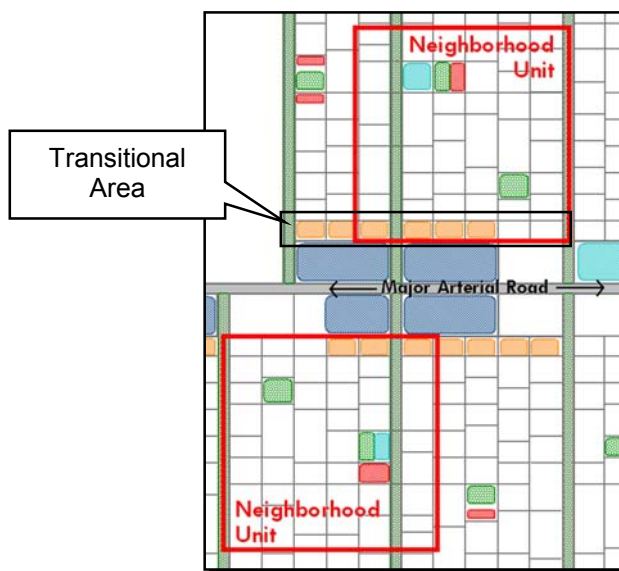 Neighborhood
Unit
Transitional
Area
Major Arterial Road
Neighborhood
Unit